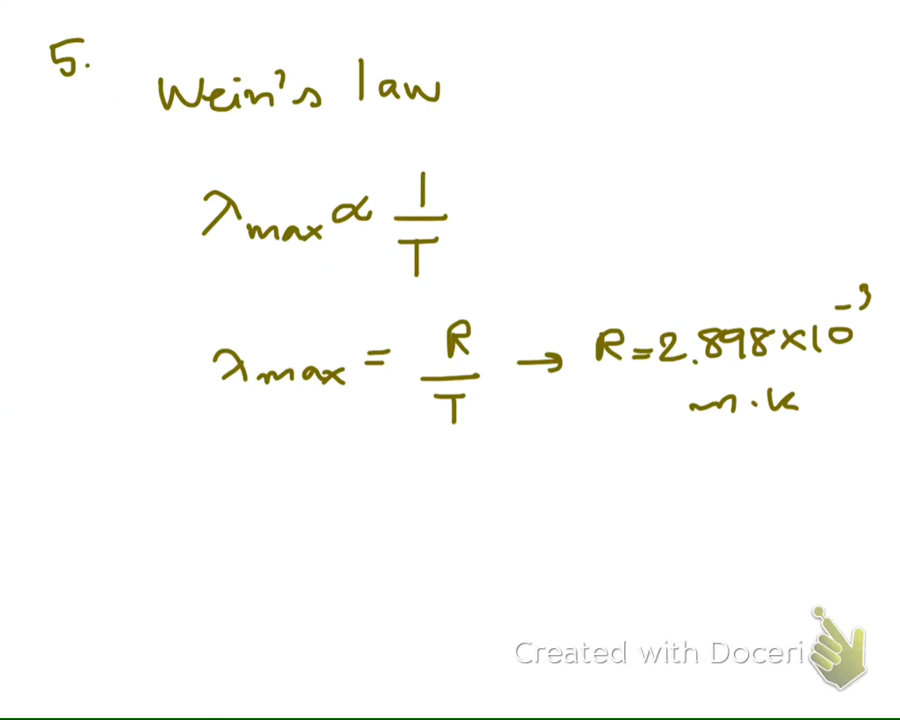 5.
Wein's law
λmax ∝ 1/T
λmax = R/T → R = 2.898×10⁻³
m.k
Created with Doceri